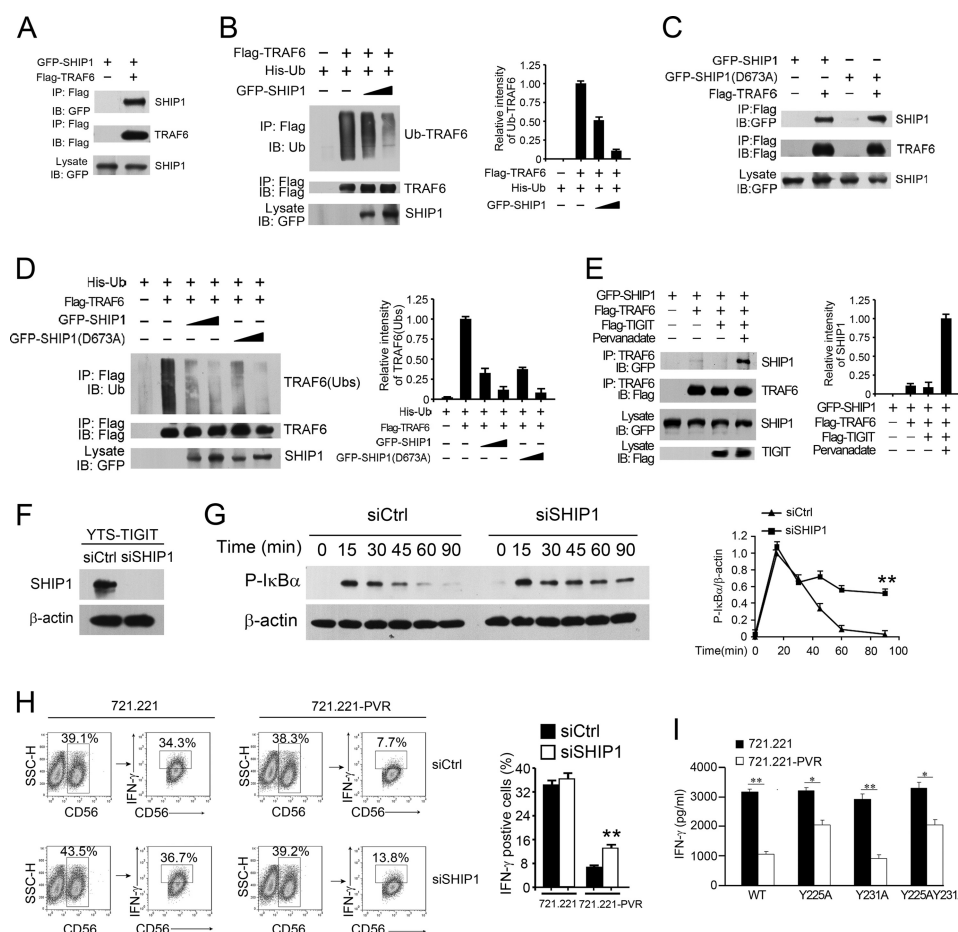 A
GFP-SHIP1 + +
Flag-TRAF6 − +
IP: Flag
IB: GFP
SHIP1
IP: Flag
IB: Flag
TRAF6
Lysate
IB: GFP
SHIP1
B
Flag-TRAF6 − + + +
His-Ub + + + +
GFP-SHIP1 − −
IP: Flag
IB: Ub
Ub-TRAF6
IP: Flag
IB: Flag
TRAF6
Lysate
IB: GFP
SHIP1
Relative intensity
of Ub-TRAF6
1.25
1.00
0.75
0.50
0.25
0
Flag-TRAF6 − + + +
His-Ub + + + +
GFP-SHIP1 − −
C
GFP-SHIP1 + + − −
GFP-SHIP1(D673A) − − + +
Flag-TRAF6 − + − +
IP:Flag
IB:GFP
SHIP1
IP:Flag
IB:Flag
TRAF6
Lysate
IB:GFP
SHIP1
D
His-Ub + + + + + +
Flag-TRAF6 − + + + + +
GFP-SHIP1 − − − −
GFP-SHIP1(D673A) − − − −
IP: Flag
IB: Ub
TRAF6(Ubs)
IP: Flag
IB: Flag
TRAF6
Lysate
IB: GFP
SHIP1
Relative intensity
of TRAF6(Ubs)
1.25
1.00
0.75
0.50
0.25
0
His-Ub + + + + + +
Flag-TRAF6 − + + + + +
GFP-SHIP1 − − − −
GFP-SHIP1(D673A) − − − −
E
GFP-SHIP1 + + + +
Flag-TRAF6 − + + +
Flag-TIGIT − − + +
Pervanadate − − − +
IP: TRAF6
IB: GFP
SHIP1
IP: TRAF6
IB: Flag
TRAF6
Lysate
IB: GFP
SHIP1
Lysate
IB: Flag
TIGIT
Relative intensity
of SHIP1
1.25
1.00
0.75
0.50
0.25
0
GFP-SHIP1 + + + +
Flag-TRAF6 − + + +
Flag-TIGIT − − + +
Pervanadate − − − +
F
YTS-TIGIT
siCtrl siSHIP1
SHIP1
β-actin
G
siCtrl siSHIP1
Time (min) 0 15 30 45 60 90 0 15 30 45 60 90
P-IκBα
β-actin
siCtrl
siSHIP1
P-IκBα/β-actin
1.2
1.0
0.8
0.6
0.4
0.2
0
**
Time(min) 0 20 40 60 80 100
H
721.221 721.221-PVR
39.1% 34.3% 38.3% 7.7%
SSC-H IFN-γ SSC-H IFN-γ
siCtrl
CD56 CD56 CD56 CD56
43.5% 36.7% 39.2% 13.8%
SSC-H IFN-γ SSC-H IFN-γ
siSHIP1
CD56 CD56 CD56 CD56
siCtrl
siSHIP1
IFN-γ postive cells (%)
40
32
24
16
8
0
**
721.221 721.221-PVR
I
721.221
721.221-PVR
IFN-γ (pg/ml)
4000
3000
2000
1000
0
** * ** *
WT Y225A Y231A Y225AY231